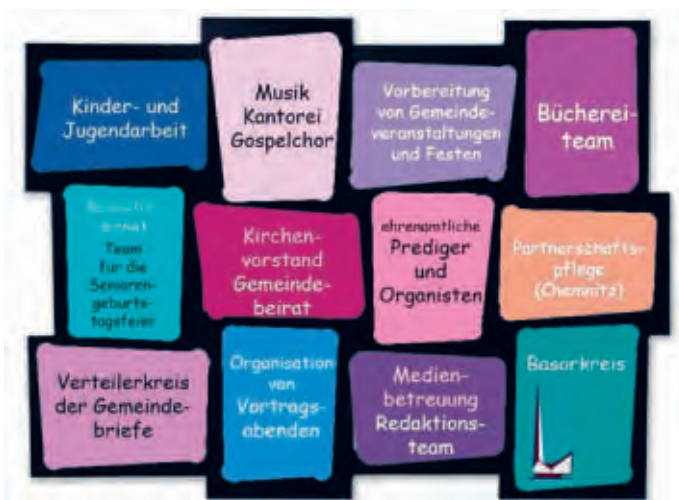 Kinder- und
Jugendarbeit
Musik
Kantorei
Gospelchor
Vorbereitung
von Gemeinde-
veranstaltungen
und Festen
Bücherei-
team
Team
für die
Senioren-
geburts-
tagsfeier
Kirchen-
vorstand
Gemeinde-
beirat
ehrenamtliche
Prediger
und
Organisten
Partnerschafts-
pflege
(Chemnitz)
Verteilerkreis
der Gemeinde-
briefe
Organisation
von
Vortrags-
abenden
Medien-
betreuung
Redaktions-
team
Basarkreis